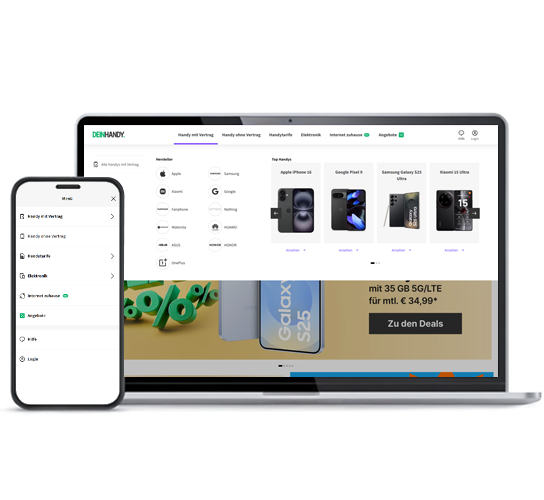 DEINHANDY.
Handy mit Vertrag
Handy ohne Vertrag
Handytarife
Elektronik
Internet zuhause
Angebote
Hilfe
Login
Alle Handys mit Vertrag
Hersteller
Apple
Samsung
Xiaomi
Google
Fairphone
Nothing
Motorola
HUAWEI
ASUS
HONOR
OnePlus
Top Handys
Apple iPhone 16
Google Pixel 9
Samsung Galaxy S25
Ultra
Xiaomi 15 Ultra
Ansehen
Ansehen
Ansehen
Ansehen
Galaxy
S25
mit 35 GB 5G/LTE
für mtl. € 34,99*
Zu den Deals
Menü
Handy mit Vertrag
Handy ohne Vertrag
Handytarife
Elektronik
Internet zuhause
Angebote
Hilfe
Login